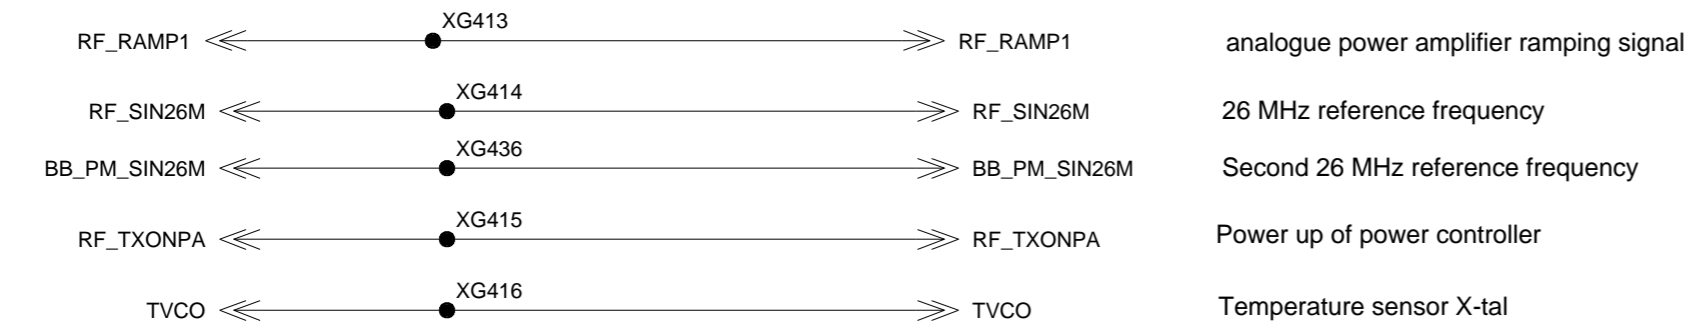 XG413
RF_RAMP1 RF_RAMP1 analogue power amplifier ramping signal
XG414
RF_SIN26M RF_SIN26M 26 MHz reference frequency
XG436
BB_PM_SIN26M BB_PM_SIN26M Second 26 MHz reference frequency
XG415
RF_TXONPA RF_TXONPA Power up of power controller
XG416
TVCO TVCO Temperature sensor X-tal